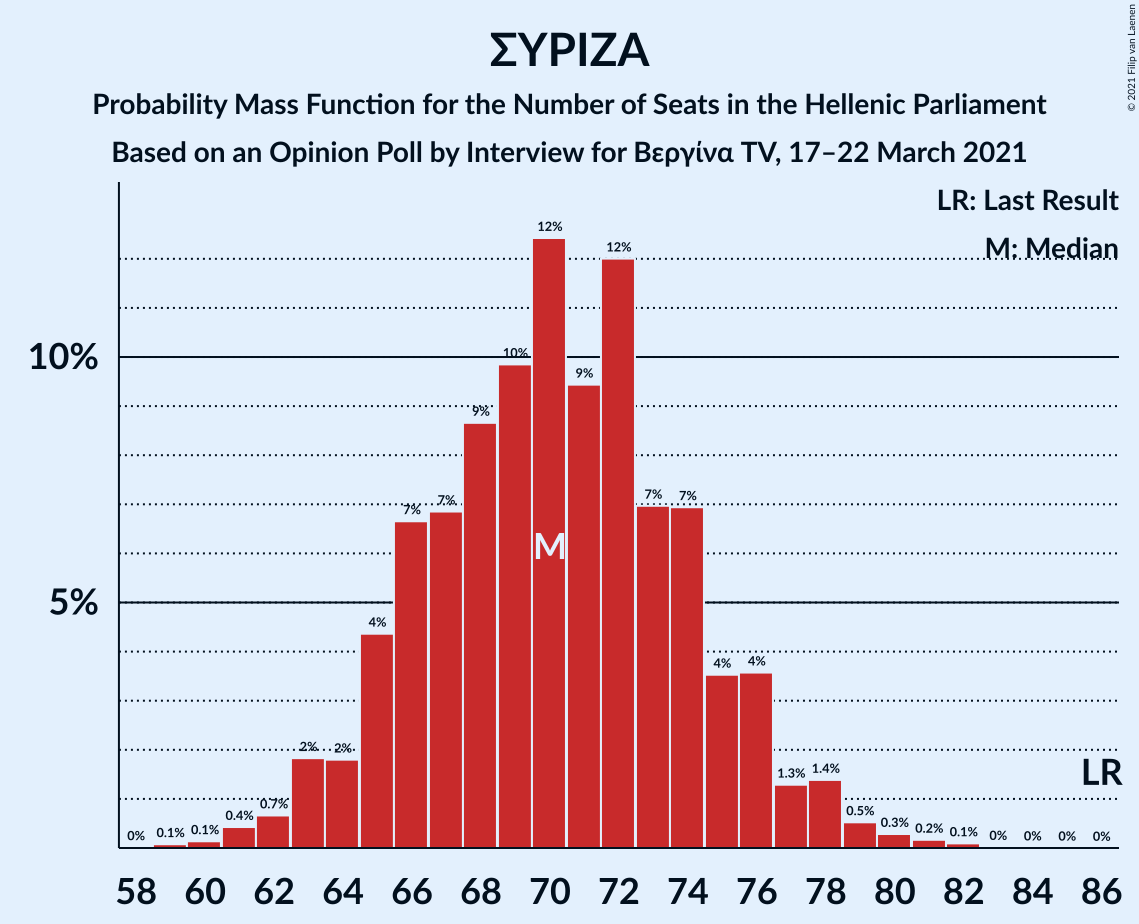 ΣΥΡΙΖΑ
Probability Mass Function for the Number of Seats in the Hellenic Parliament
Based on an Opinion Poll by Interview for Βεργίνα TV, 17–22 March 2021
© 2021 Filip van Laenen
LR: Last Result
M: Median
10%
5%
0% 0.1% 0.1% 0.4% 0.7% 2% 2% 4% 7% 7% 9% 10% 12% 9% 12% 7% 7% 4% 4% 1.3% 1.4% 0.5% 0.3% 0.2% 0.1% 0% 0% 0% 0%
M
LR
58 60 62 64 66 68 70 72 74 76 78 80 82 84 86